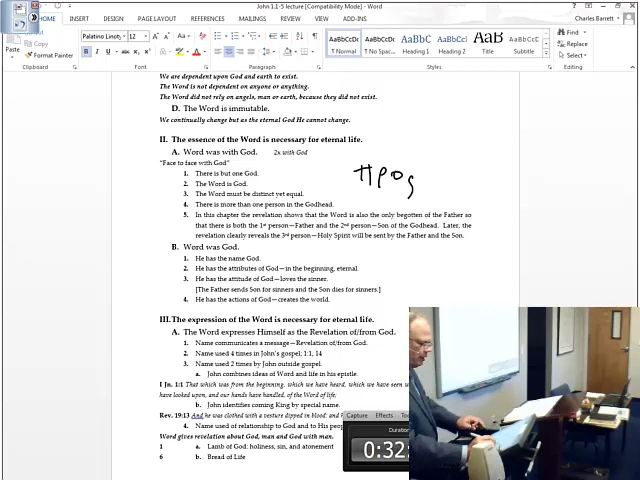 John 1.1-5 lecture [Compatibility Mode] - Word
HOME INSERT DESIGN PAGE LAYOUT REFERENCES MAILINGS REVIEW VIEW ADD-INS Charles Barrett
Cut
Copy
Paste
Format Painter
Clipboard
Palatino Linot 12
Font
Paragraph
AaBbCcDc AaBbCcDc AaBbC AaBbCc AaB AaBbCcC
¶ Normal ¶ No Spac... Heading 1 Heading 2 Title Subtitle
Styles
Find
Replace
Select
Editing
We are dependent upon God and earth to exist.
The Word is not dependent on anyone or anything.
The Word did not rely on angels, man or earth, because they did not exist.
D. The Word is immutable.
We continually change but as the eternal God He cannot change.
II. The essence of the Word is necessary for eternal life.
A. Word was with God. 2x with God
“Face to face with God”
1. There is but one God.
2. The Word is God.
3. The Word must be distinct yet equal.
4. There is more than one person in the Godhead.
5. In this chapter the revelation shows that the Word is also the only begotten of the Father so
that there is both the 1st person—Father and the 2nd person—Son of the Godhead. Later, the
revelation clearly reveals the 3rd person—Holy Spirit will be sent by the Father and the Son.
προς
B. Word was God.
1. He has the name God.
2. He has the attributes of God—in the beginning, eternal.
3. He has the attitude of God—loves the sinner.
[The Father sends Son for sinners and the Son dies for sinners.]
4. He has the actions of God—creates the world.
III. The expression of the Word is necessary for eternal life.
A. The Word expresses Himself as the Revelation of/from God.
1. Name communicates a message—Revelation of/from God.
2. Name used 4 times in John’s gospel; 1:1, 14
3. Name used 2 times by John outside gospel.
a. John combines ideas of Word and life in his epistle.
I Jn. 1:1 That which was from the beginning, which we have heard, which we have seen w
have looked upon, and our hands have handled, of the Word of life;
b. John identifies coming King by special name.
Rev. 19:13 And he was clothed with a vesture dipped in blood: and
4. Name used of relationship to God and to His peop
Word gives revelation about God, man and God with man.
1 a. Lamb of God: holiness, sin, and atonement
6 b. Bread of Life
Capture Effects
Duration
0:32